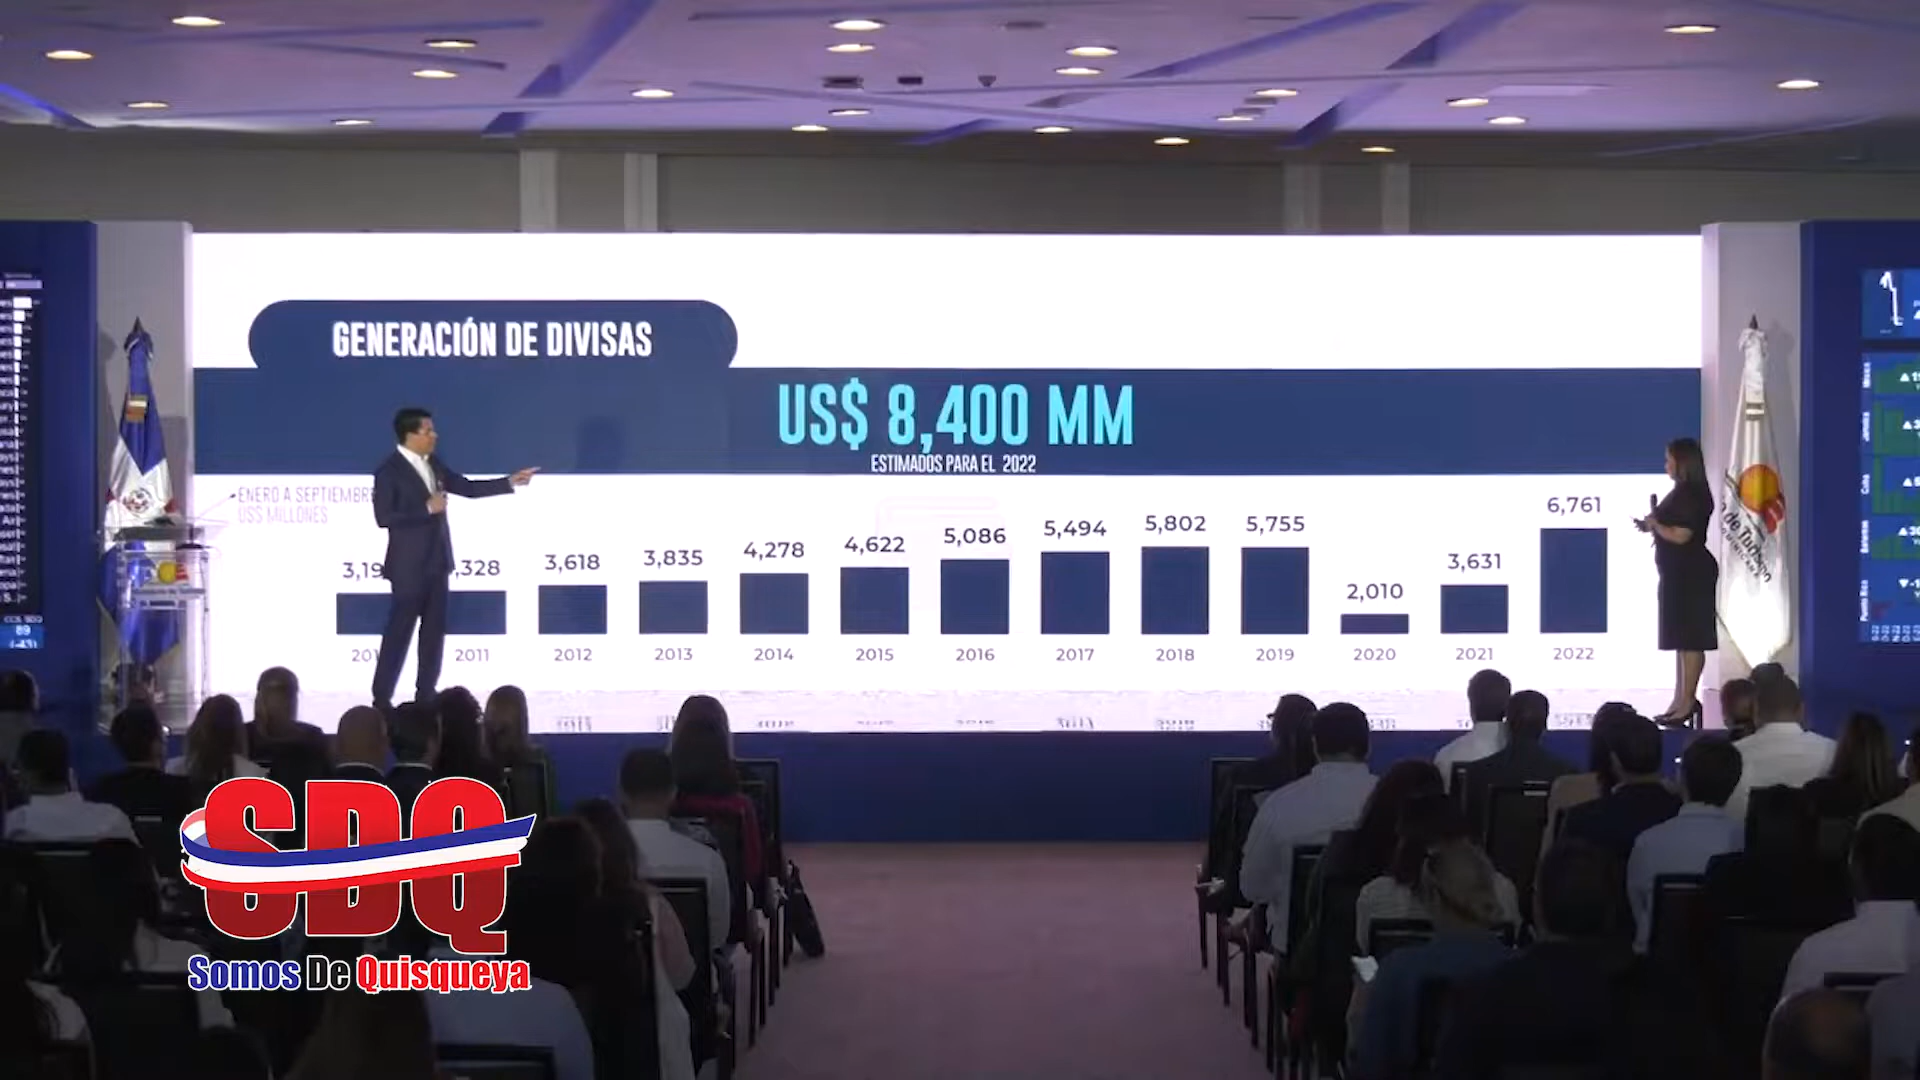 GENERACIÓN DE DIVISAS
US$ 8,400 MM
ESTIMADOS PARA EL 2022
ENERO A SEPTIEMBRE
US$ MILLONES
3,618 3,835 4,278 4,622 5,086 5,494 5,802 5,755 2,010 3,631 6,761
2011 2012 2013 2014 2015 2016 2017 2018 2019 2020 2021 2022
SDQ
Somos De Quisqueya